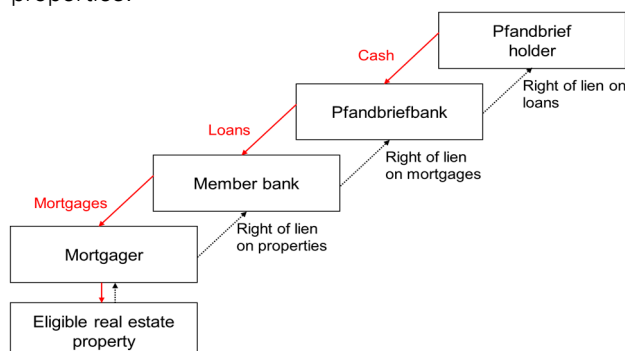 properties.
Pfandbrief
holder
Cash
Right of lien on
loans
Pfandbriefbank
Loans
Right of lien
on mortgages
Member bank
Mortgages
Right of lien
on properties
Mortgager
Eligible real estate
property